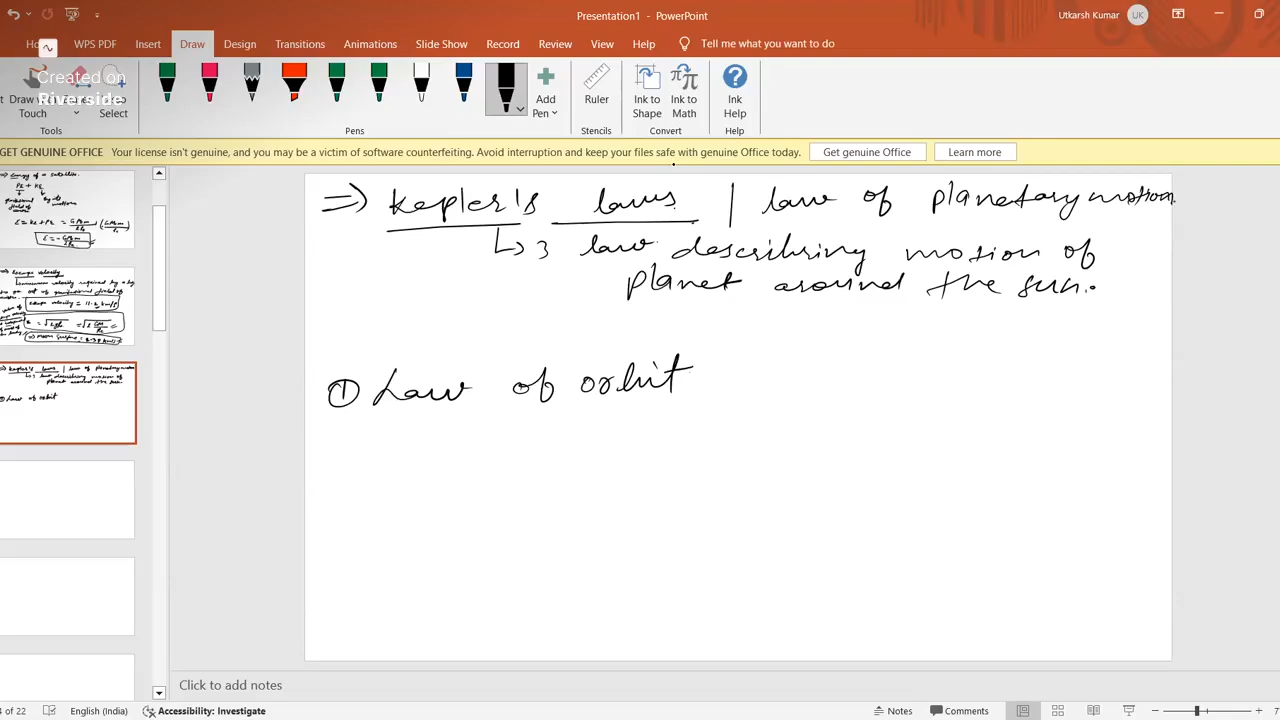 Presentation1 - PowerPoint
Utkarsh Kumar
UK
WPS PDF Insert Draw Design Transitions Animations Slide Show Record Review View Help Tell me what you want to do
Created on
Riverside
Draw
Touch
Select
Add
Pen
Ruler
Ink to
Shape
Ink to
Math
Ink
Help
Tools Pens Stencils Convert Help
GET GENUINE OFFICE Your license isn't genuine, and you may be a victim of software counterfeiting. Avoid interruption and keep your files safe with genuine Office today. Get genuine Office Learn more
⇒ Kepler's laws | law of planetary motion.
↳ 3 law describring motion of
planet around the sun.
① Law of orbit
Click to add notes
4 of 22 English (India) Accessibility: Investigate Notes Comments